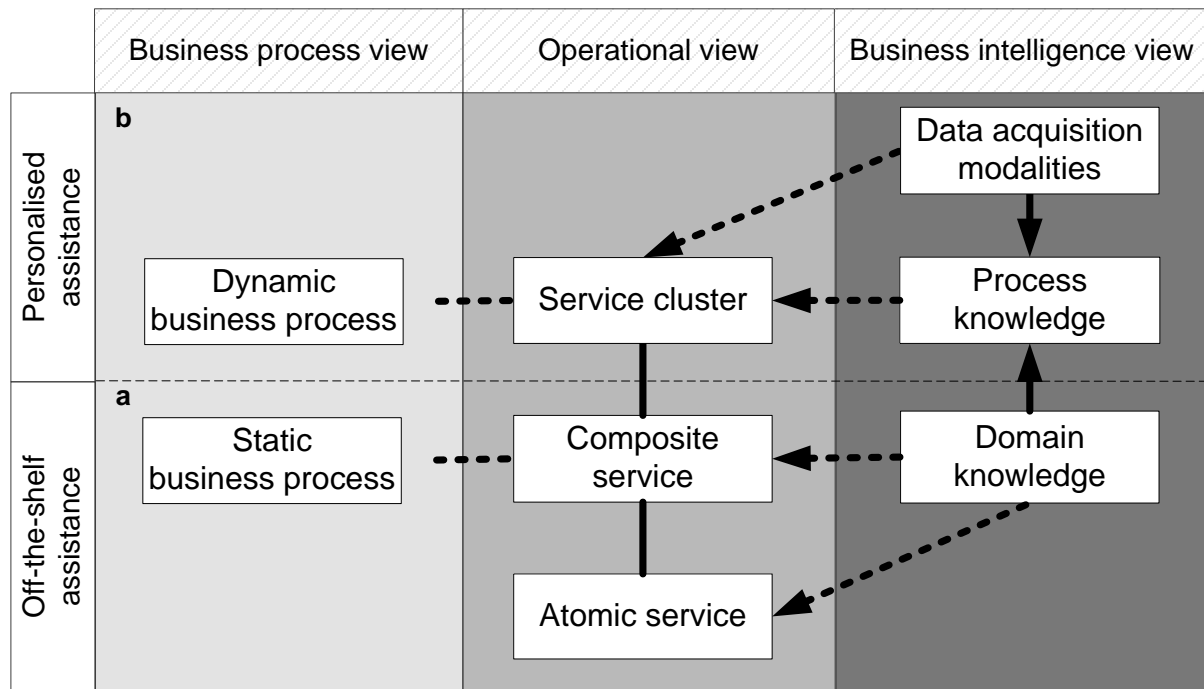 Business process view
Operational view
Business intelligence view
Personalised
assistance
b
Data acquisition
modalities
Dynamic
business process
Service cluster
Process
knowledge
Off-the-shelf
assistance
a
Static
business process
Composite
service
Domain
knowledge
Atomic service